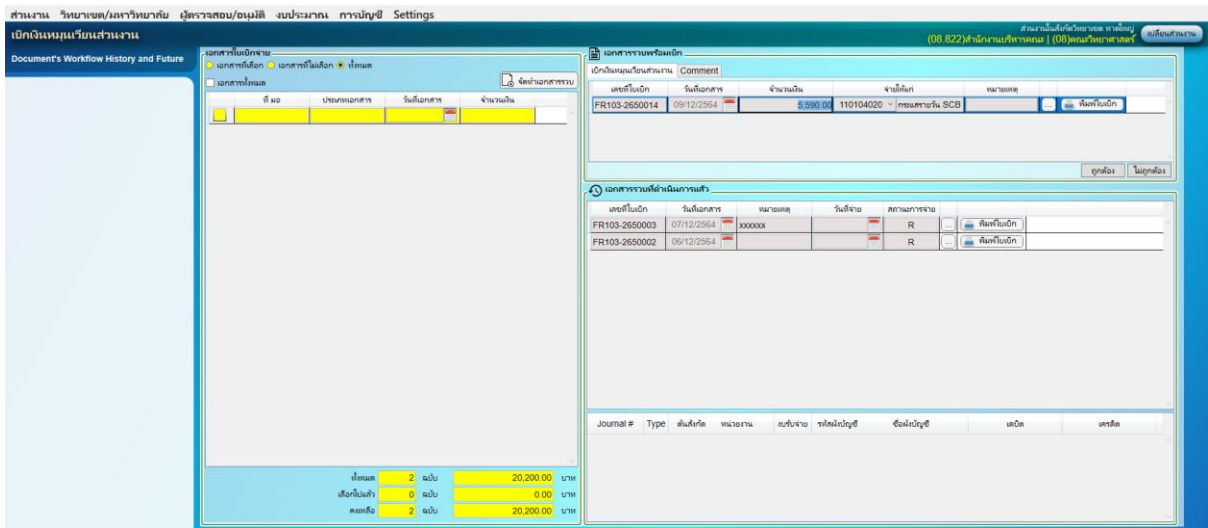 ส่วนงาน วิทยาเขต/มหาวิทยาลัย ผู้ตรวจสอบ/อนุมัติ งบประมาณ การบัญชี Settings
เบิกเงินหมุนเวียนส่วนงาน
ส่วนงานในสังกัดวิทยาเขต หาดใหญ่
(08.822)สำนักงานบริหารคณะ | (08)คณะวิทยาศาสตร์
เปลี่ยนส่วนงาน
Document's Workflow History and Future
เอกสารใบเบิกจ่าย
เอกสารที่เลือก เอกสารที่ไม่เลือก ทั้งหมด
เอกสารทั้งหมด
จัดทำเอกสารรวม
ที่ มอ ประเภทเอกสาร วันที่เอกสาร จำนวนเงิน
ทั้งหมด 2 ฉบับ 20,200.00 บาท
เลือกไปแล้ว 0 ฉบับ 0.00 บาท
คงเหลือ 2 ฉบับ 20,200.00 บาท
เอกสารรวมพร้อมเบิก
เบิกเงินหมุนเวียนส่วนงาน Comment
เลขที่ใบเบิก วันที่เอกสาร จำนวนเงิน จ่ายให้แก่ หมายเหตุ
FR103-2650014 09/12/2564 5,590.00 110104020 กระแสรายวัน SCB ... พิมพ์ใบเบิก
ถูกต้อง ไม่ถูกต้อง
เอกสารรวมที่ดำเนินการแล้ว
เลขที่ใบเบิก วันที่เอกสาร หมายเหตุ วันที่จ่าย สถานะการจ่าย
FR103-2650003 07/12/2564 xxxxxx R ... พิมพ์ใบเบิก
FR103-2650002 06/12/2564 R ... พิมพ์ใบเบิก
Journal # Type ต้นสังกัด หน่วยงาน งบรับจ่าย รหัสผังบัญชี ชื่อผังบัญชี เดบิต เครดิต